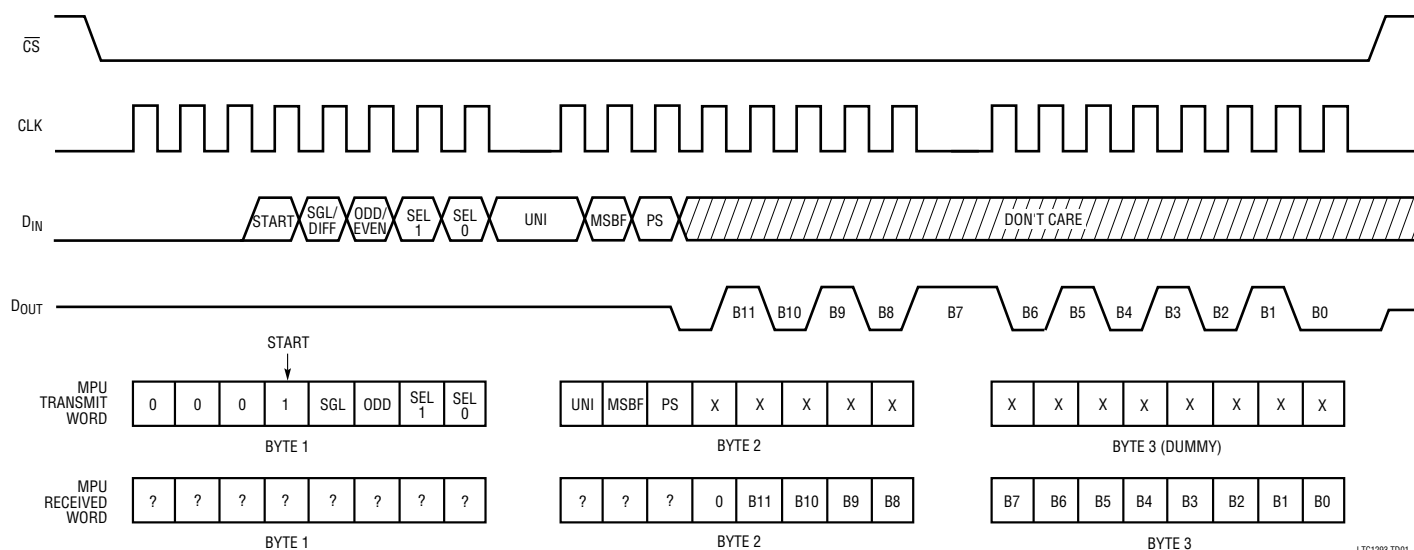 CS
CLK
DIN
START SGL/ DIFF ODD/ EVEN SEL 1 SEL 0 UNI MSBF PS DON'T CARE
DOUT
B11 B10 B9 B8 B7 B6 B5 B4 B3 B2 B1 B0
START
MPU
TRANSMIT
WORD
0 0 0 1 SGL ODD SEL 1 SEL 0
UNI MSBF PS X X X X X
X X X X X X X X
BYTE 1
BYTE 2
BYTE 3 (DUMMY)
MPU
RECEIVED
WORD
? ? ? ? ? ? ? ?
? ? ? 0 B11 B10 B9 B8
B7 B6 B5 B4 B3 B2 B1 B0
BYTE 1
BYTE 2
BYTE 3
LTC1293 TD01